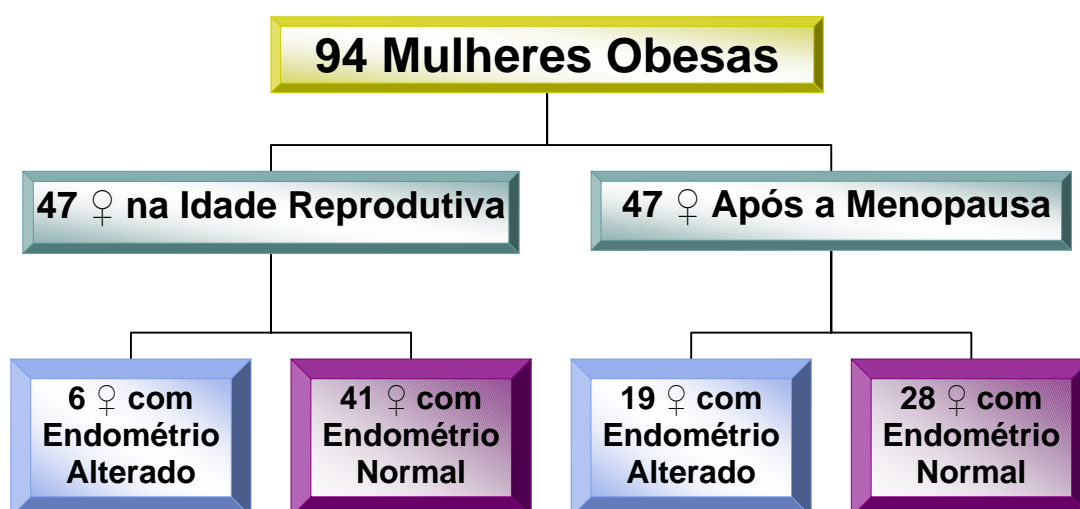 94 Mulheres Obesas
47 ♀ na Idade Reprodutiva
47 ♀ Após a Menopausa
6 ♀ com
Endométrio
Alterado
41 ♀ com
Endométrio
Normal
19 ♀ com
Endométrio
Alterado
28 ♀ com
Endométrio
Normal